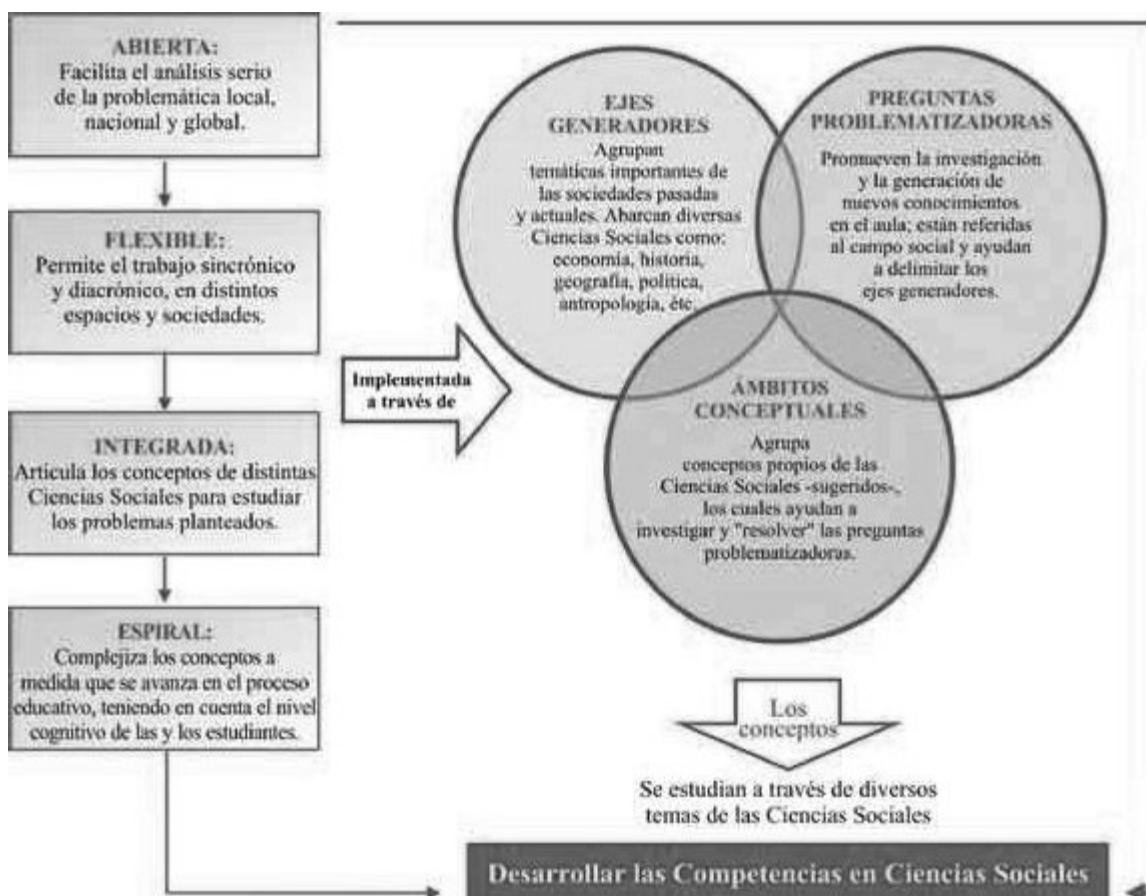 ABIERTA:
Facilita el análisis serio
de la problemática local,
nacional y global.
FLEXIBLE:
Permite el trabajo sincrónico
y diacrónico, en distintos
espacios y sociedades.
INTEGRADA:
Articula los conceptos de distintas
Ciencias Sociales para estudiar
los problemas planteados.
ESPIRAL:
Complejiza los conceptos a
medida que se avanza en el proceso
educativo, teniendo en cuenta el nivel
cognitivo de las y los estudiantes.
Implementada
a través de
EJES
GENERADORES
Agrupan
temáticas importantes de
las sociedades pasadas
y actuales. Abarcan diversas
Ciencias Sociales como:
economía, historia,
geografía, política,
antropología, étc.
PREGUNTAS
PROBLEMATIZADORAS
Promueven la investigación
y la generación de
nuevos conocimientos
en el aula; están referidas
al campo social y ayudan
a delimitar los
ejes generadores.
ÁMBITOS
CONCEPTUALES
Agrupa
conceptos propios de las
Ciencias Sociales -sugeridos-,
los cuales ayudan a
investigar y "resolver" las preguntas
problematizadoras.
Los
conceptos
Se estudian a través de diversos
temas de las Ciencias Sociales
Desarrollar las Competencias en Ciencias Sociales